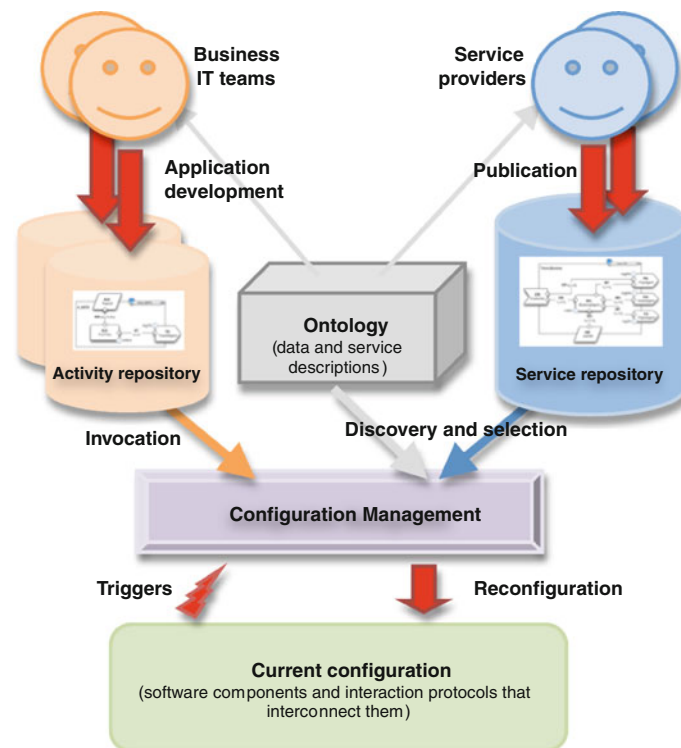 Business
IT teams
Service
providers
Application
development
Publication
Ontology
(data and service
descriptions)
Activity repository
Service repository
Invocation
Discovery and selection
Configuration Management
Triggers
Reconfiguration
Current configuration
(software components and interaction protocols that
interconnect them)